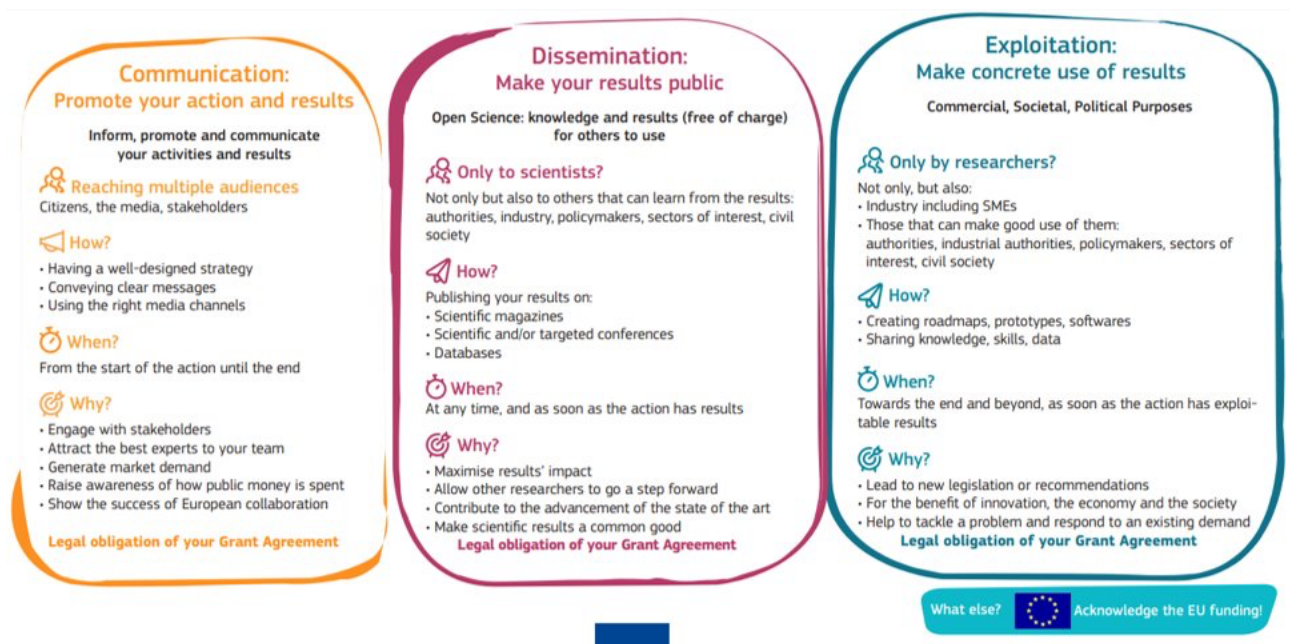 Communication:
Promote your action and results
Inform, promote and communicate
your activities and results
Reaching multiple audiences
Citizens, the media, stakeholders
How?
• Having a well-designed strategy
• Conveying clear messages
• Using the right media channels
When?
From the start of the action until the end
Why?
• Engage with stakeholders
• Attract the best experts to your team
• Generate market demand
• Raise awareness of how public money is spent
• Show the success of European collaboration
Legal obligation of your Grant Agreement
Dissemination:
Make your results public
Open Science: knowledge and results (free of charge)
for others to use
Only to scientists?
Not only but also to others that can learn from the results:
authorities, industry, policymakers, sectors of interest, civil
society
How?
Publishing your results on:
• Scientific magazines
• Scientific and/or targeted conferences
• Databases
When?
At any time, and as soon as the action has results
Why?
• Maximise results' impact
• Allow other researchers to go a step forward
• Contribute to the advancement of the state of the art
• Make scientific results a common good
Legal obligation of your Grant Agreement
Exploitation:
Make concrete use of results
Commercial, Societal, Political Purposes
Only by researchers?
Not only, but also:
• Industry including SMEs
• Those that can make good use of them:
authorities, industrial authorities, policymakers, sectors of
interest, civil society
How?
• Creating roadmaps, prototypes, softwares
• Sharing knowledge, skills, data
When?
Towards the end and beyond, as soon as the action has exploi-
table results
Why?
• Lead to new legislation or recommendations
• For the benefit of innovation, the economy and the society
• Help to tackle a problem and respond to an existing demand
Legal obligation of your Grant Agreement
What else? Acknowledge the EU funding!